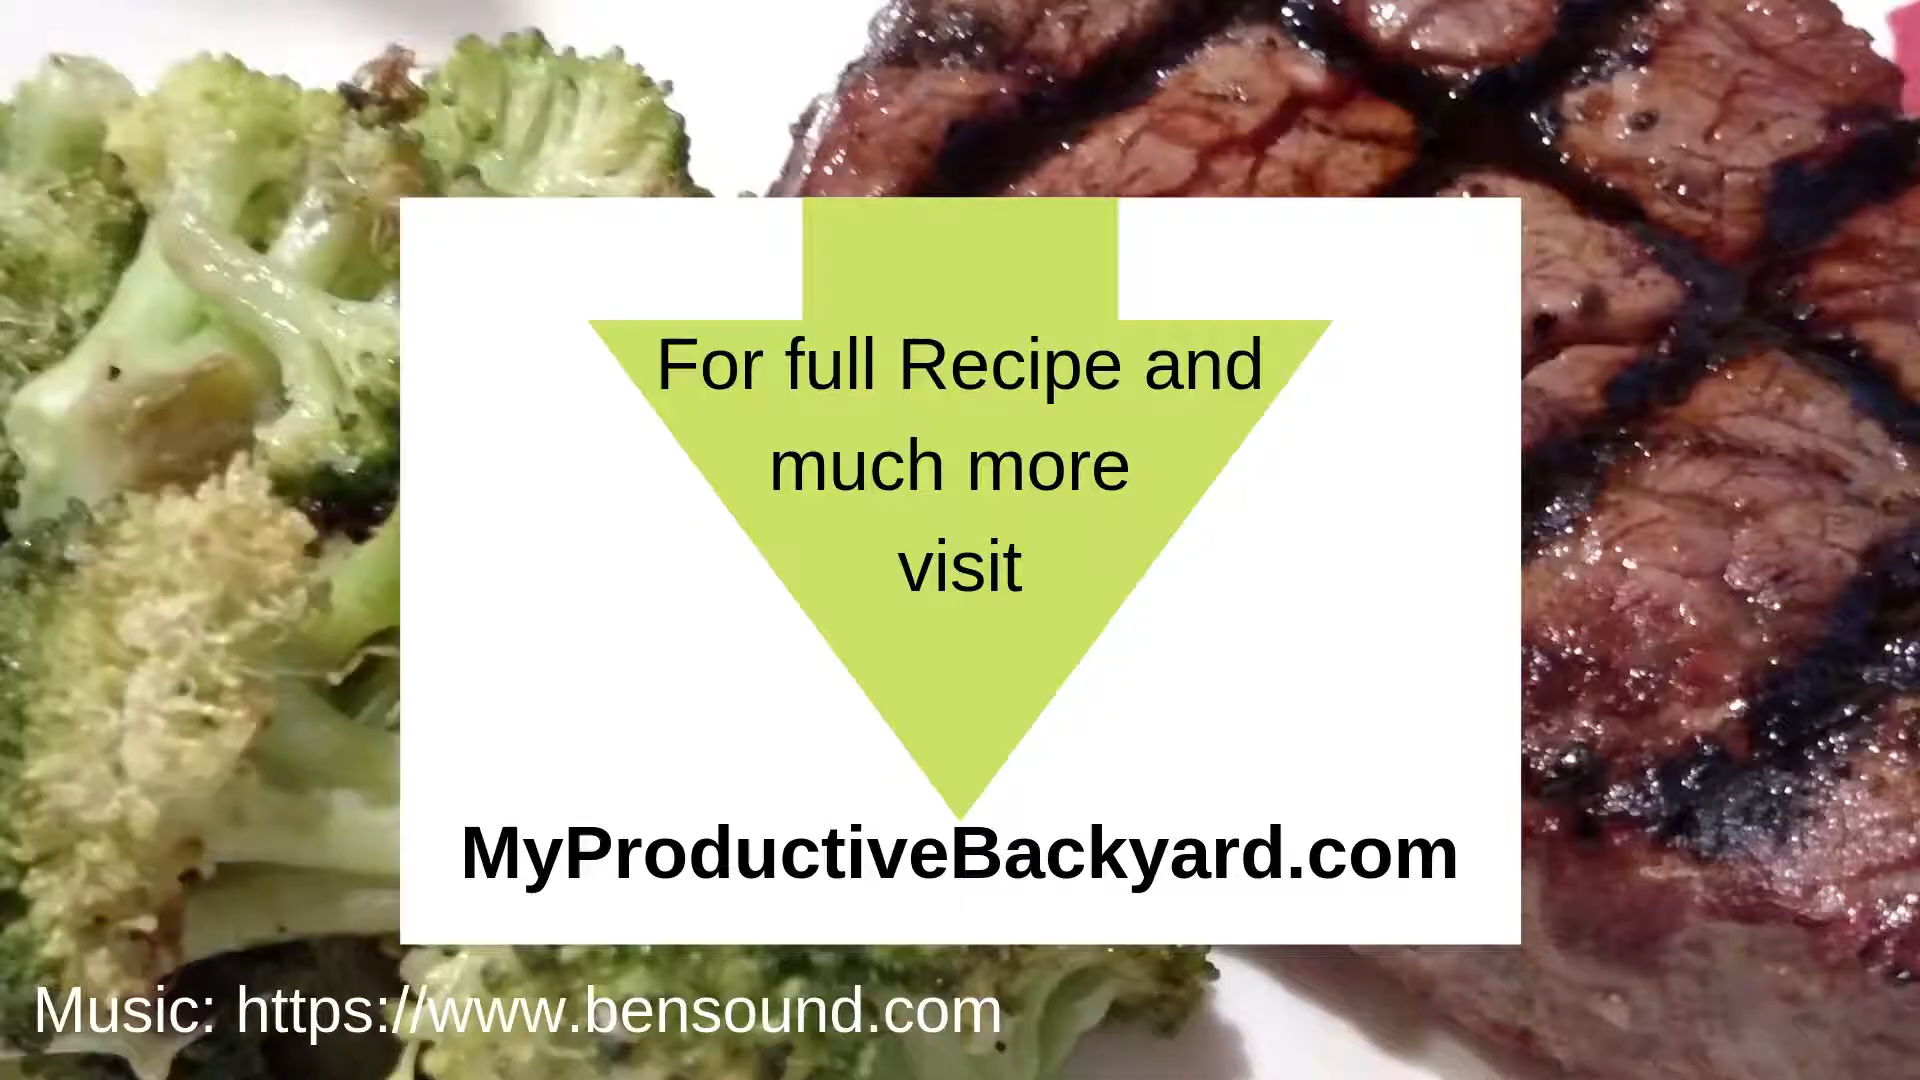 For full Recipe and
much more
visit
MyProductiveBackyard.com
Music: https://www.bensound.com